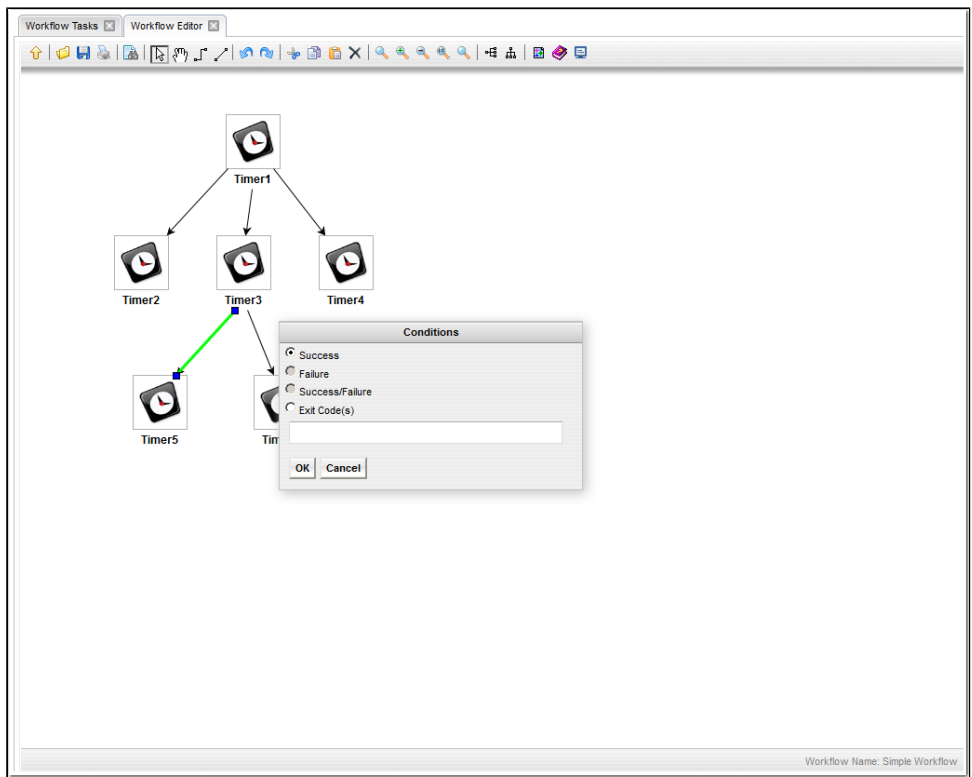 Workflow Tasks Workflow Editor
Timer1
Timer2 Timer3 Timer4
Conditions
Success
Failure
Success/Failure
Exit Code(s)
Timer5 Tim
OK Cancel
Workflow Name: Simple Workflow